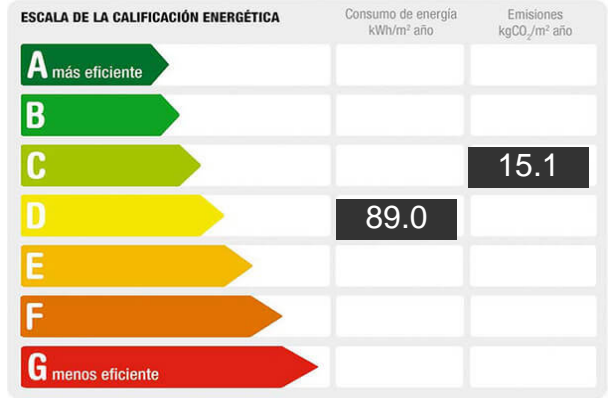 ESCALA DE LA CALIFICACIÓN ENERGÉTICA
Consumo de energía
kWh/m² año
Emisiones
kgCO₂/m² año
A más eficiente
B
C
15.1
D
89.0
E
F
G menos eficiente